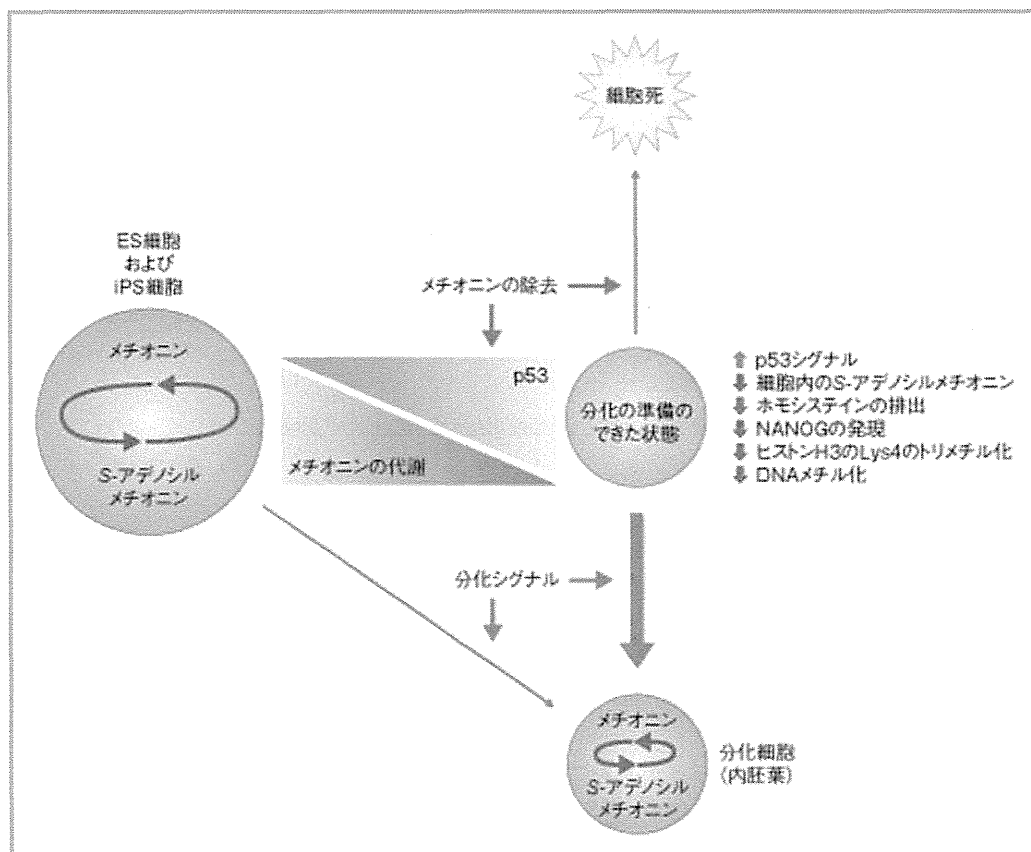 細胞死
ES細胞
および
iPS細胞
メチオニンの除去
メチオニン
S-アデノシル
メチオニン
p53
メチオニンの代謝
分化の準備の
できた状態
p53シグナル
細胞内のS-アデノシルメチオニン
ホモシステインの排出
NANOGの発現
ヒストンH3のLys4のトリメチル化
DNAメチル化
分化シグナル
メチオニン
S-アデノシル
メチオニン
分化細胞
(内胚葉)